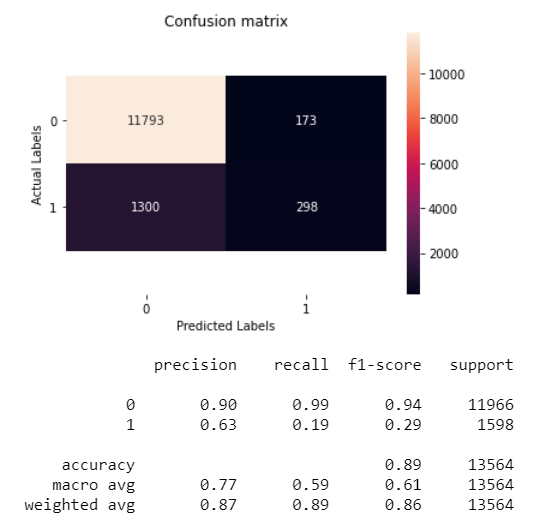 Confusion matrix
10000
8000
6000
4000
2000
Actual Labels
0 11793 173
1 1300 298
0 1
Predicted Labels
precision recall f1-score support
0 0.90 0.99 0.94 11966
1 0.63 0.19 0.29 1598
accuracy 0.89 13564
macro avg 0.77 0.59 0.61 13564
weighted avg 0.87 0.89 0.86 13564